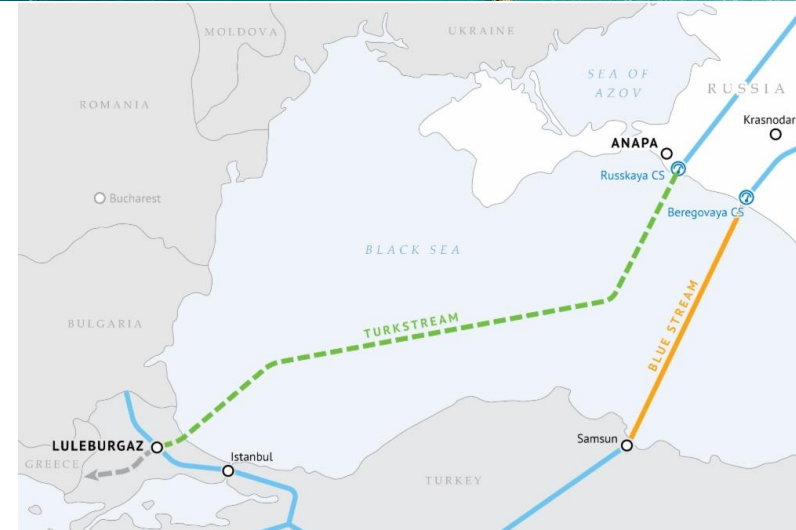 MOLDOVA
UKRAINE
SEA OF
AZOV
RUSSIA
ROMANIA
Krasnodar
ANAPA
Russkaya CS
Bucharest
Beregovaya CS
BLACK SEA
BULGARIA
TURKSTREAM
BLUE STREAM
LULEBURGAZ
Samsun
Istanbul
GREECE
TURKEY